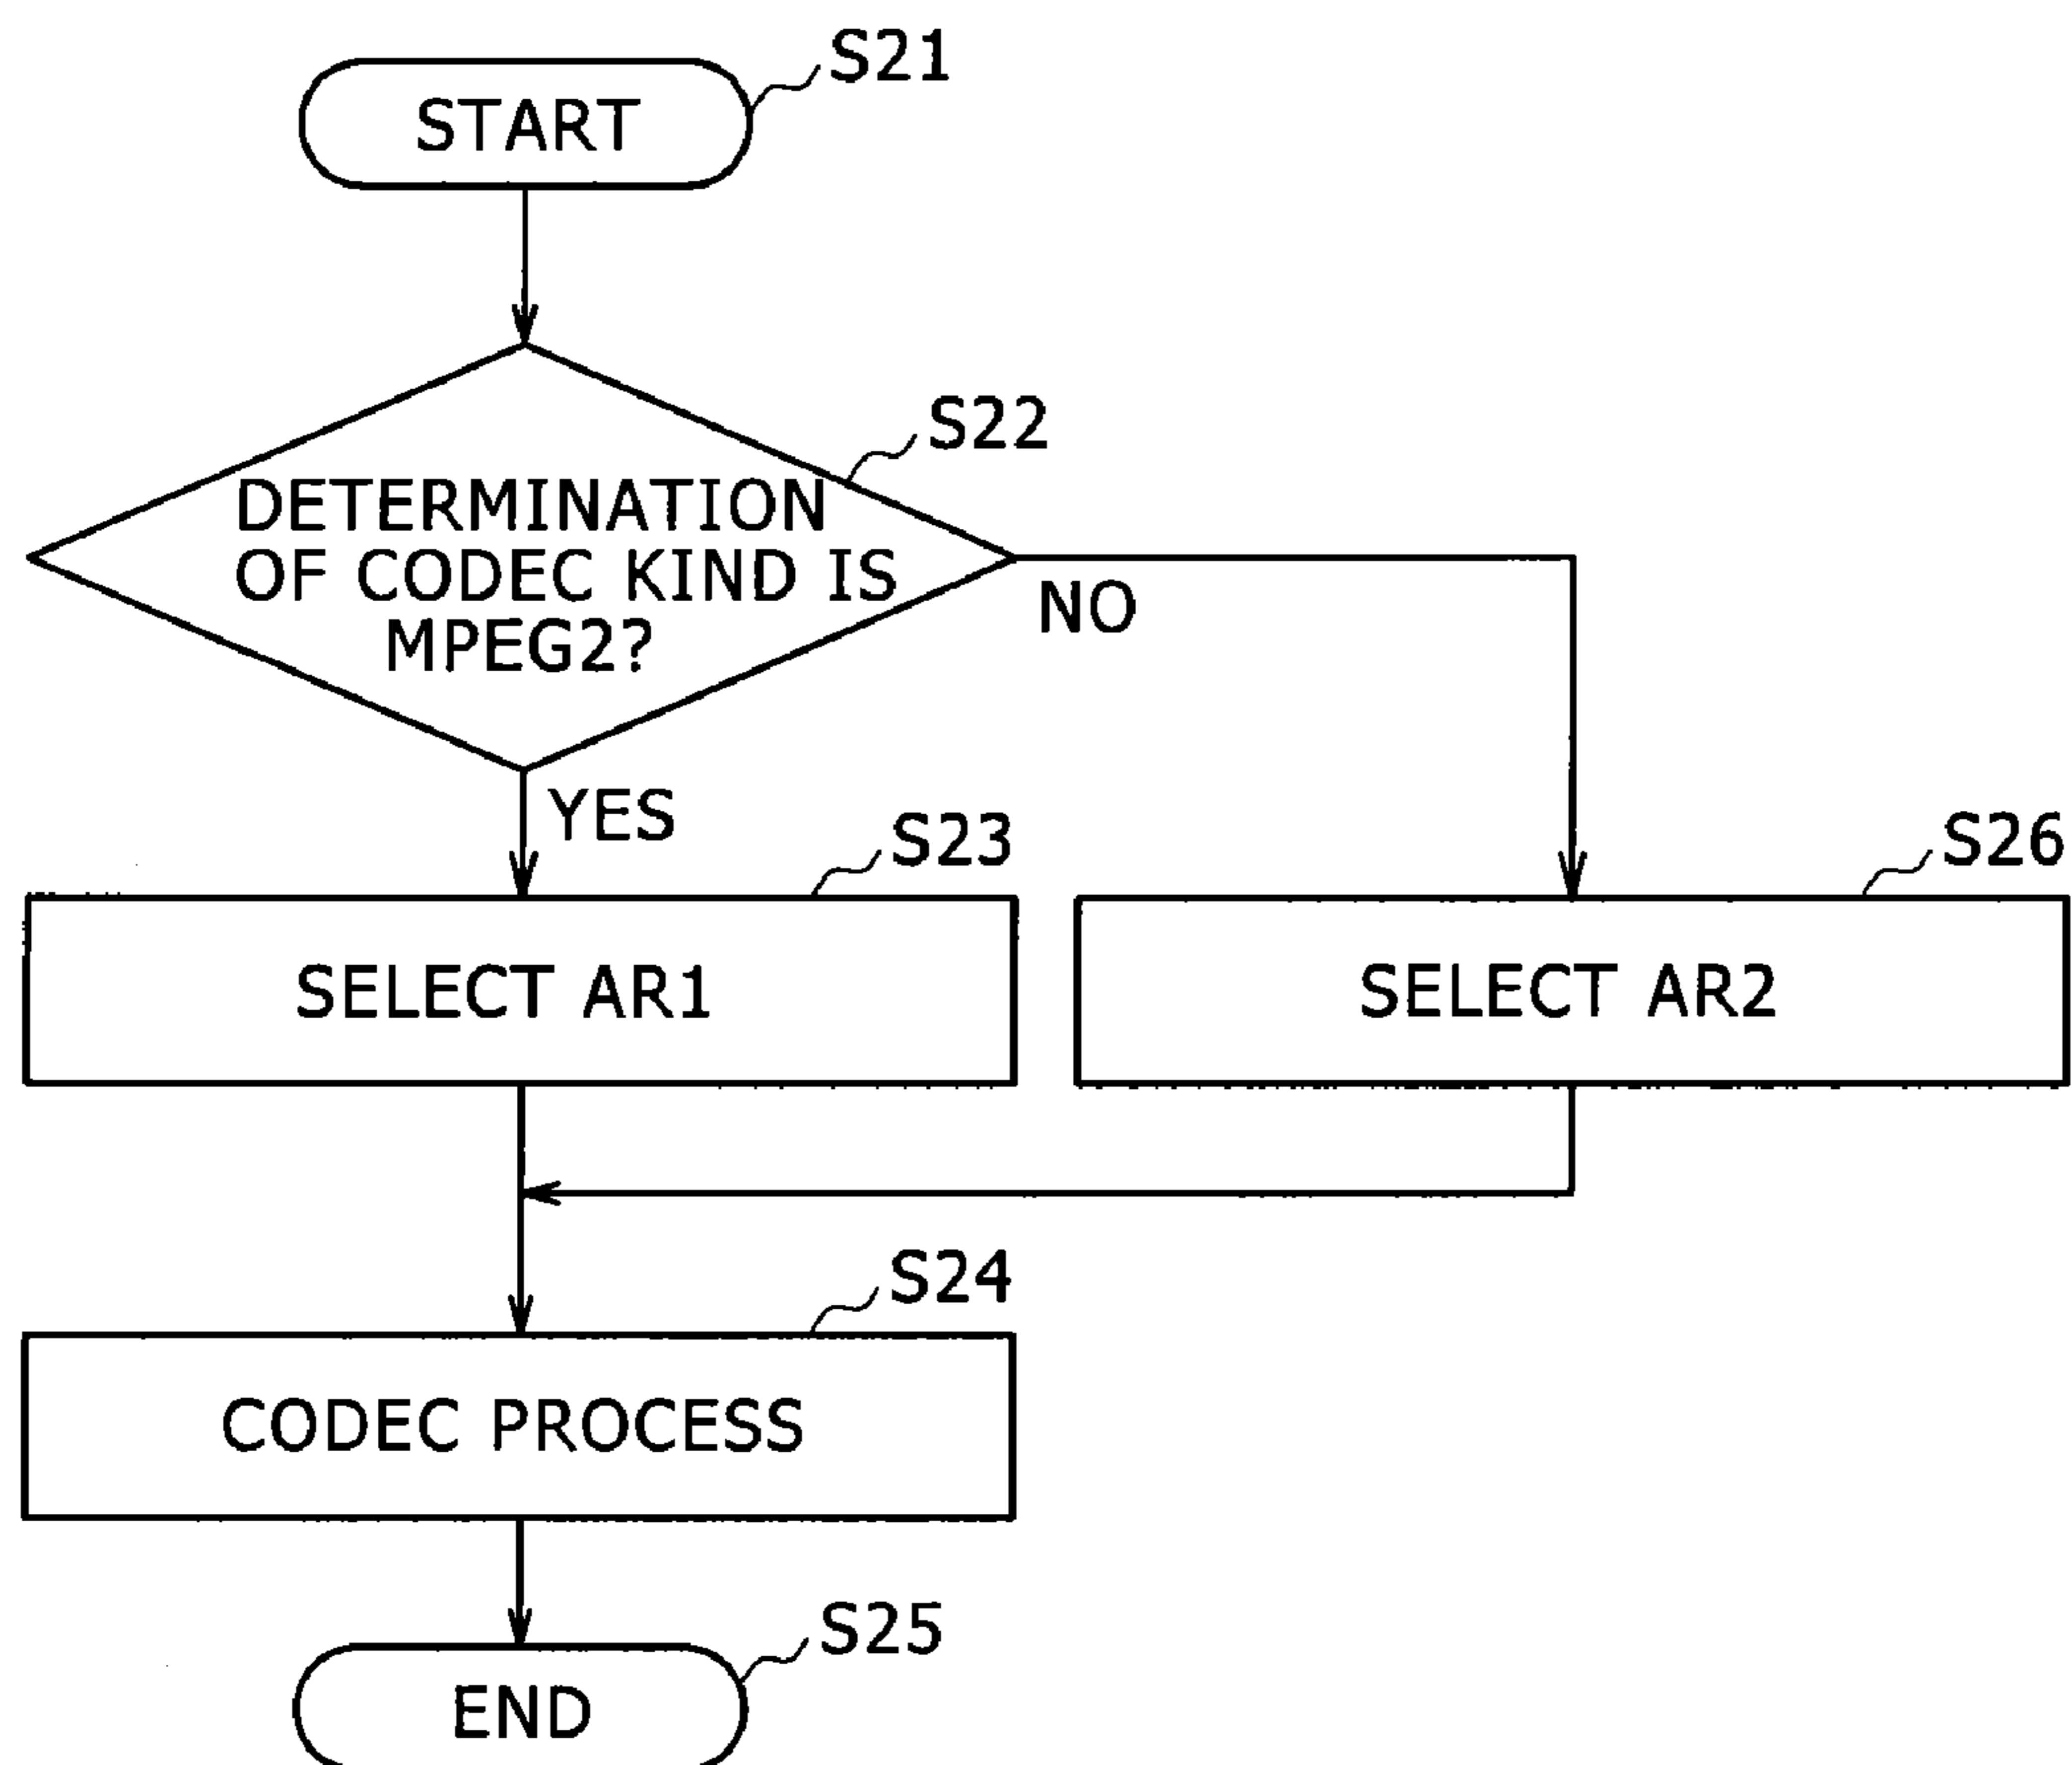 S21
START
S22
DETERMINATION
OF CODEC KIND IS
MPEG2?
NO
YES
S23
S26
SELECT AR1
SELECT AR2
S24
CODEC PROCESS
S25
END